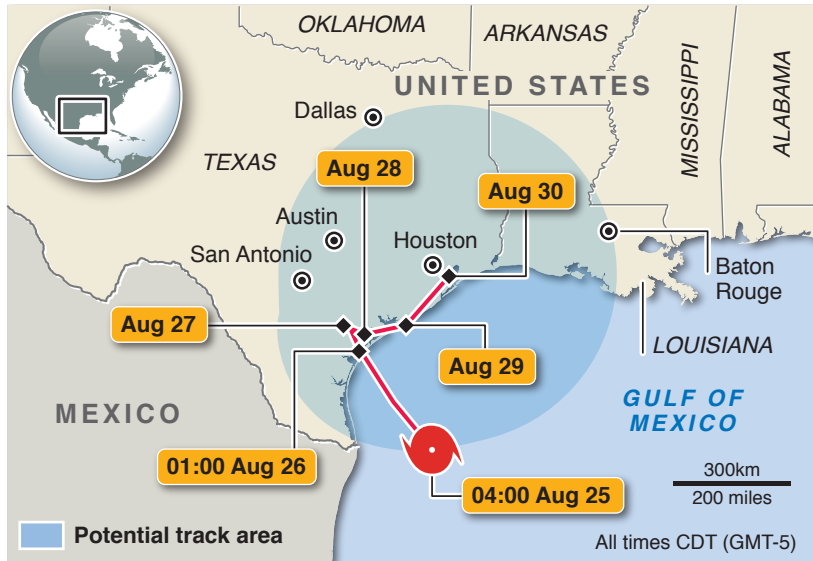 OKLAHOMA
ARKANSAS
MISSISSIPPI
ALABAMA
UNITED STATES
Dallas
TEXAS
Aug 28
Aug 30
Austin
San Antonio
Houston
Baton
Rouge
Aug 27
Aug 29
LOUISIANA
MEXICO
GULF OF
MEXICO
01:00 Aug 26
04:00 Aug 25
300km
200 miles
Potential track area
All times CDT (GMT-5)